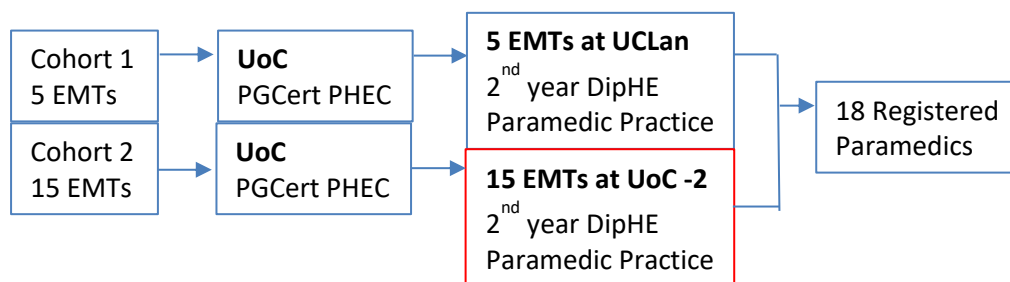 Cohort 1
5 EMTs
UoC
PGCert PHEC
5 EMTs at UCLan
2nd year DipHE
Paramedic Practice
Cohort 2
15 EMTs
UoC
PGCert PHEC
15 EMTs at UoC -2
2nd year DipHE
Paramedic Practice
18 Registered
Paramedics